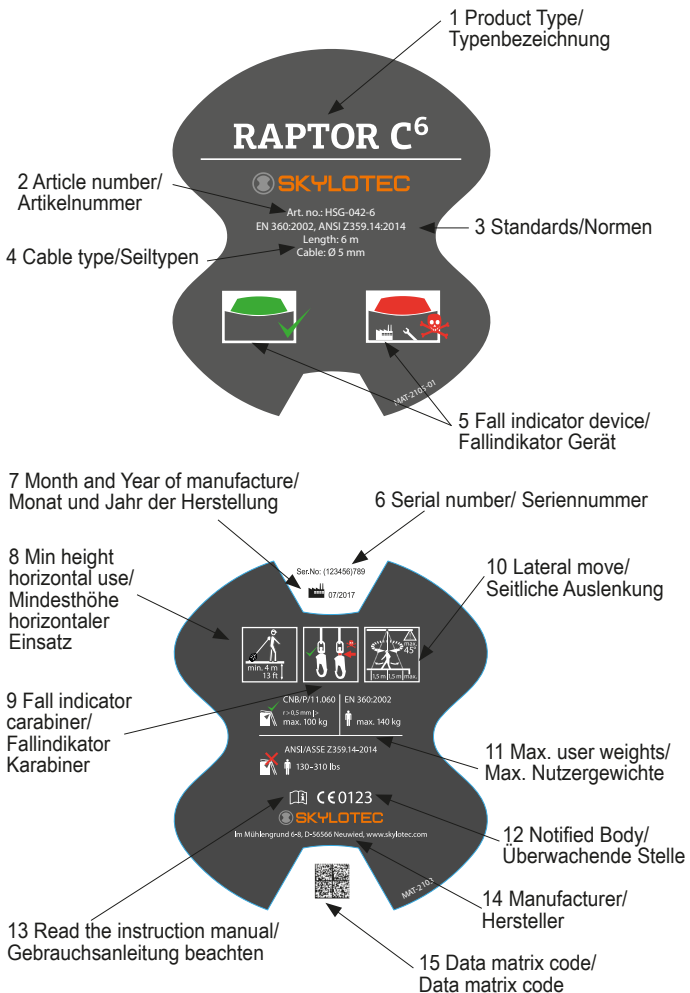 1 Product Type/
Typenbezeichnung
RAPTOR C⁶
SKYLOTEC
2 Article number/
Artikelnummer
Art. no.: HSG-042-6
EN 360:2002, ANSI Z359.14:2014
Length: 6 m
Cable: Ø 5 mm
3 Standards/Normen
4 Cable type/Seiltypen
MAT-2105-01
5 Fall indicator device/
Fallindikator Gerät
7 Month and Year of manufacture/
Monat und Jahr der Herstellung
6 Serial number/ Seriennummer
Ser.No: (123456)789
07/2017
8 Min height
horizontal use/
Mindesthöhe
horizontaler
Einsatz
10 Lateral move/
Seitliche Auslenkung
min. 4 m
13 ft
max.
45°
1,5 m 1,5 m max.
9 Fall indicator
carabiner/
Fallindikator
Karabiner
CNB/P/11.060
r>0,5 mm
max. 100 kg
EN 360:2002
max. 140 kg
11 Max. user weights/
Max. Nutzergewichte
ANSI/ASSE Z359.14-2014
130-310 lbs
CE0123
SKYLOTEC
Im Mühlengrund 6-8, D-56566 Neuwied, www.skylotec.com
12 Notified Body/
Überwachende Stelle
MAT-2103
14 Manufacturer/
Hersteller
13 Read the instruction manual/
Gebrauchsanleitung beachten
15 Data matrix code/
Data matrix code